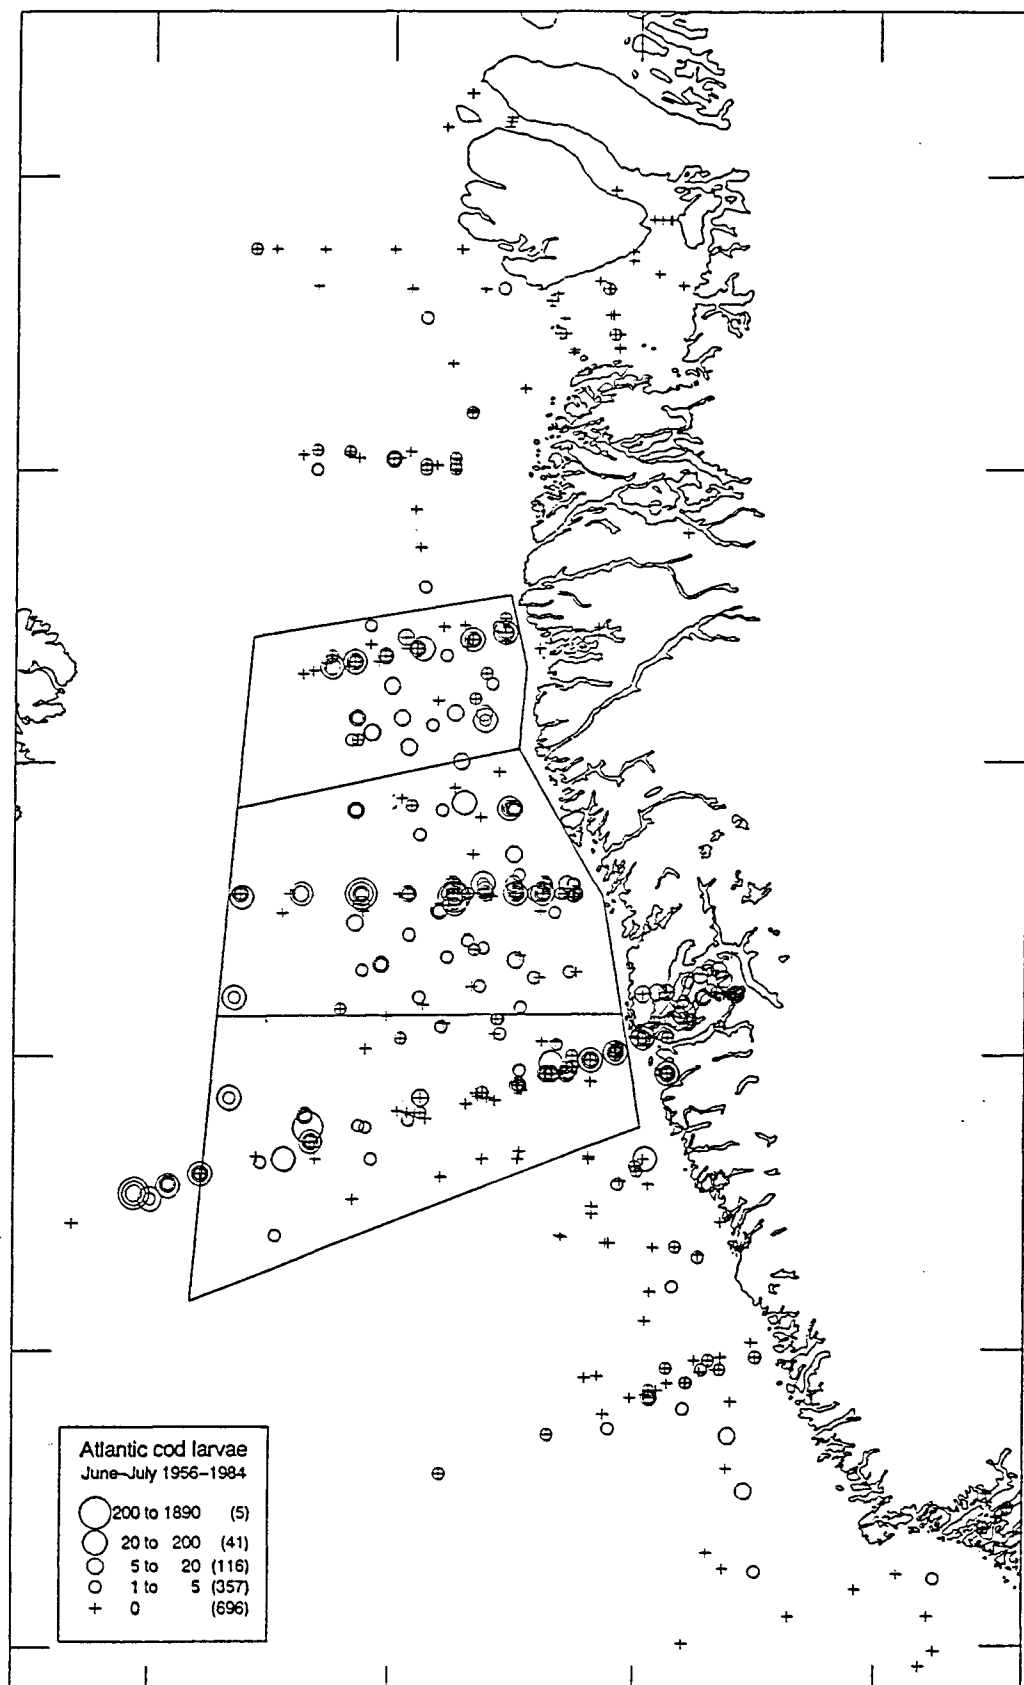 Atlantic cod larvae
June–July 1956–1984
200 to 1890 (5)
20 to 200 (41)
5 to 20 (116)
1 to 5 (357)
0 (696)